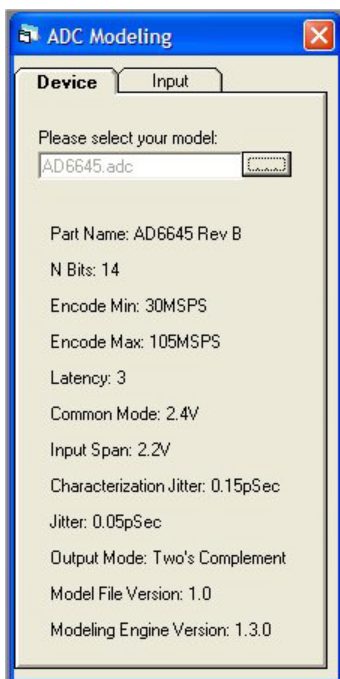 ADC Modeling
Device Input
Please select your model:
AD6645.adc ........
Part Name: AD6645 Rev B
N Bits: 14
Encode Min: 30MSPS
Encode Max: 105MSPS
Latency: 3
Common Mode: 2.4V
Input Span: 2.2V
Characterization Jitter: 0.15pSec
Jitter: 0.05pSec
Output Mode: Two's Complement
Model File Version: 1.0
Modeling Engine Version: 1.3.0